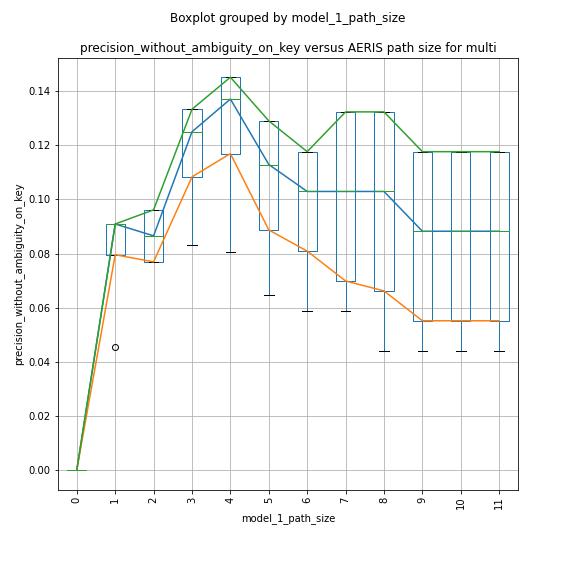 Boxplot grouped by model_1_path_size
precision_without_ambiguity_on_key versus AERIS path size for multi
precision_without_ambiguity_on_key
0.14
0.12
0.10
0.08
0.06
0.04
0.02
0.00
0 1 2 3 4 5 6 7 8 9 10 11
model_1_path_size